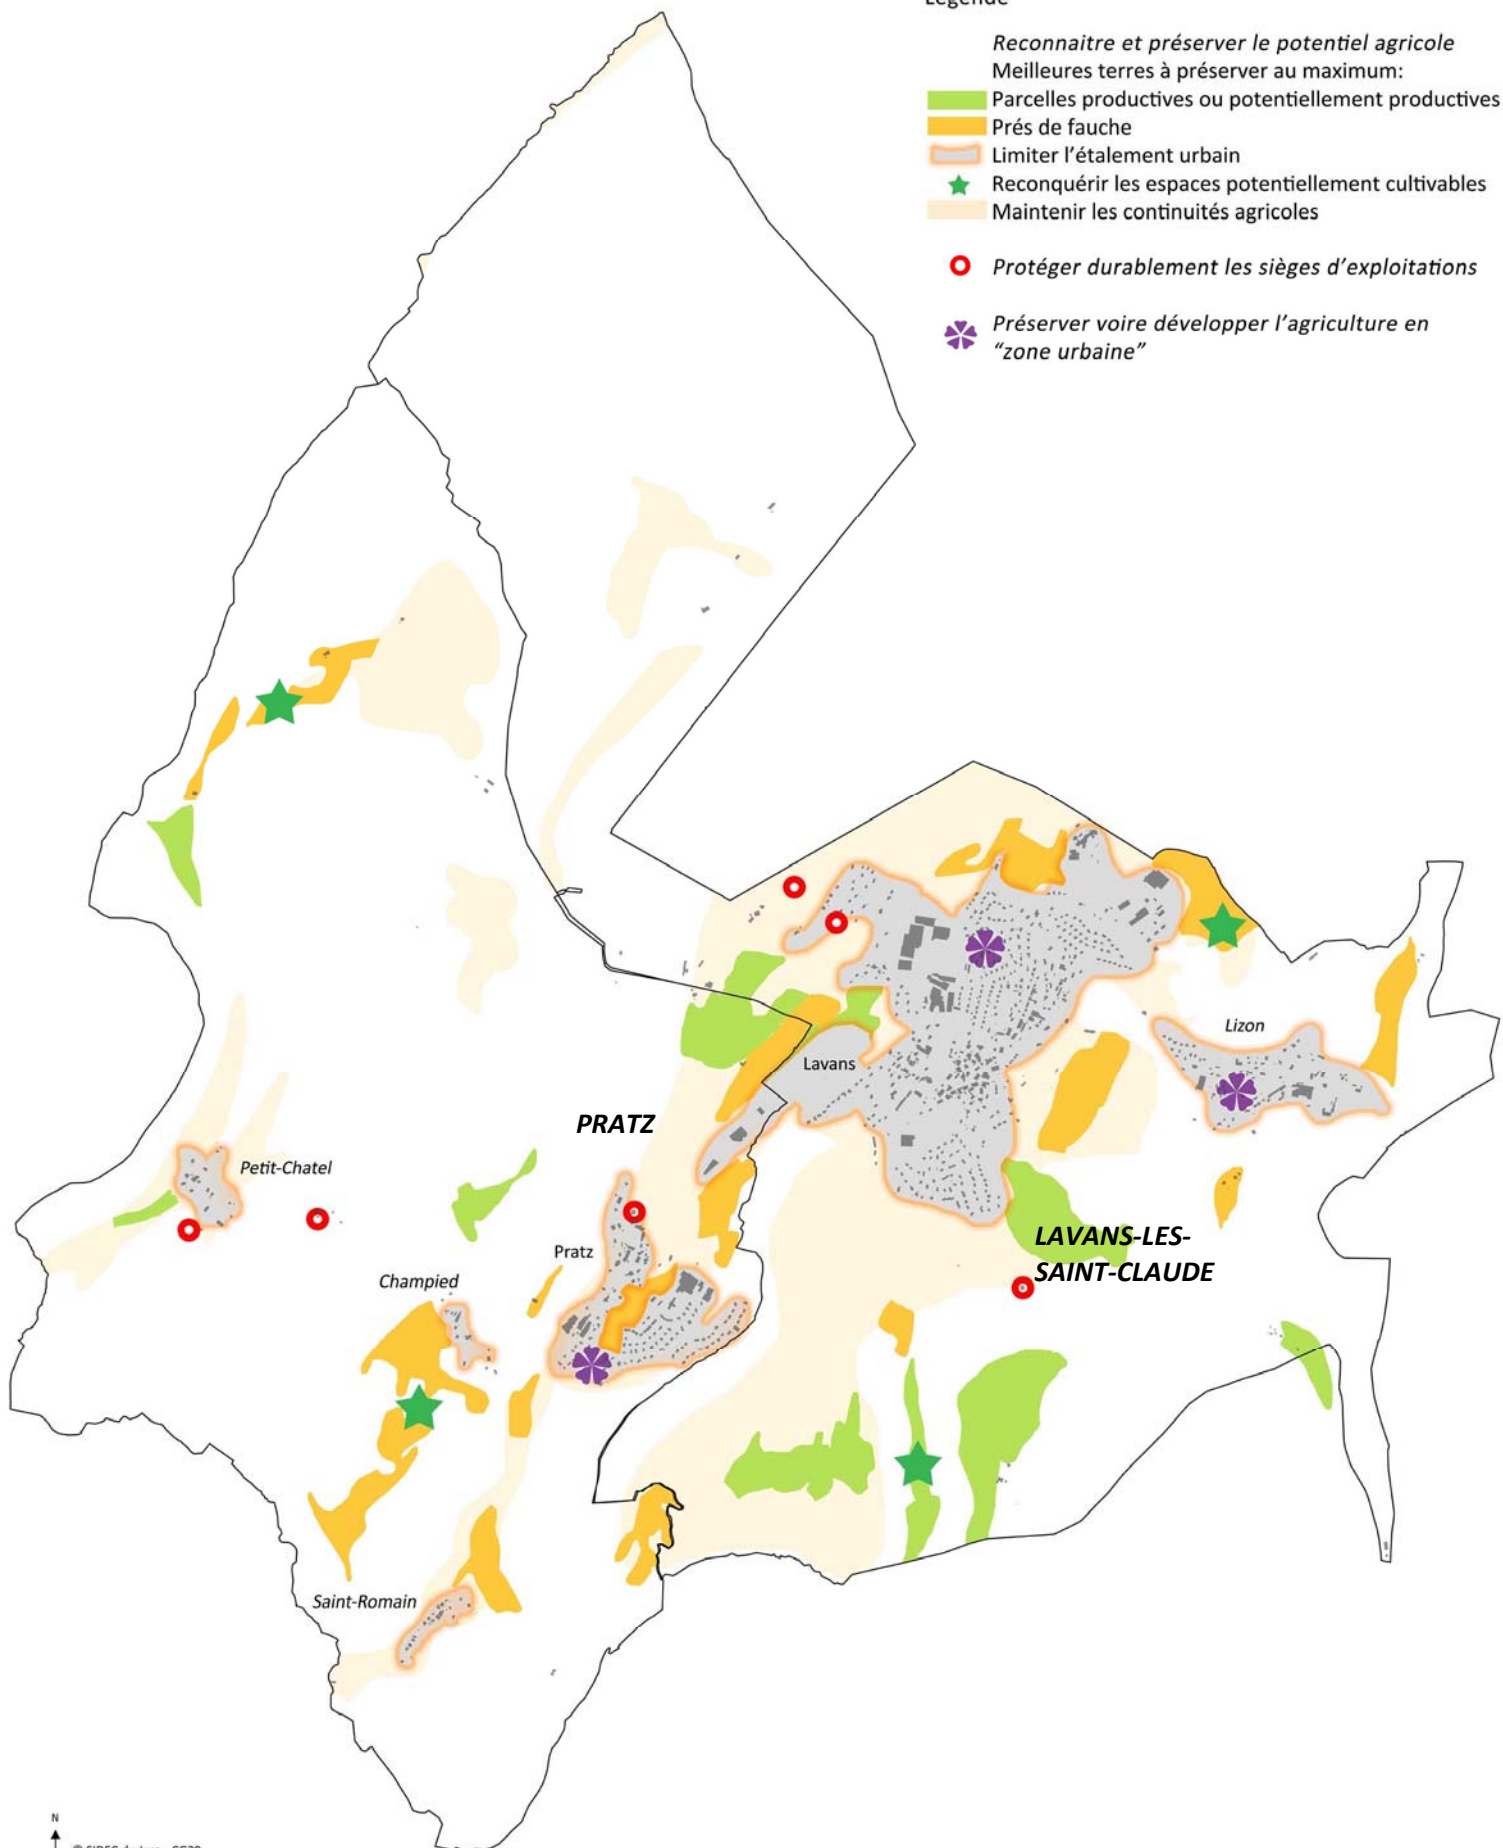 Légende
Reconnaitre et préserver le potentiel agricole
Meilleures terres à préserver au maximum:
Parcelles productives ou potentiellement productives
Prés de fauche
Limiter l'étalement urbain
Reconquérir les espaces potentiellement cultivables
Maintenir les continuités agricoles
Protéger durablement les sièges d'exploitations
Préserver voire développer l'agriculture en
"zone urbaine"
Lizon
Lavans
PRATZ
Petit-Chatel
LAVANS-LES-
SAINT-CLAUDE
Pratz
Champied
Saint-Romain
N